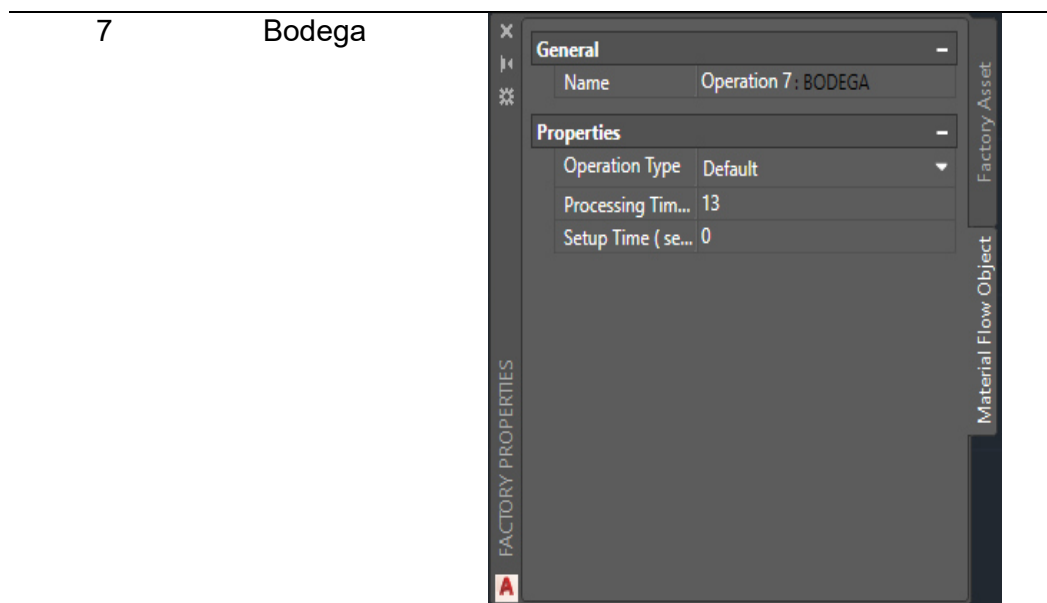 7 Bodega
General
Name Operation 7 : BODEGA
Properties
Operation Type Default
Processing Tim... 13
Setup Time ( se... 0
Factory Asset
Material Flow Object
FACTORY PROPERTIES
A